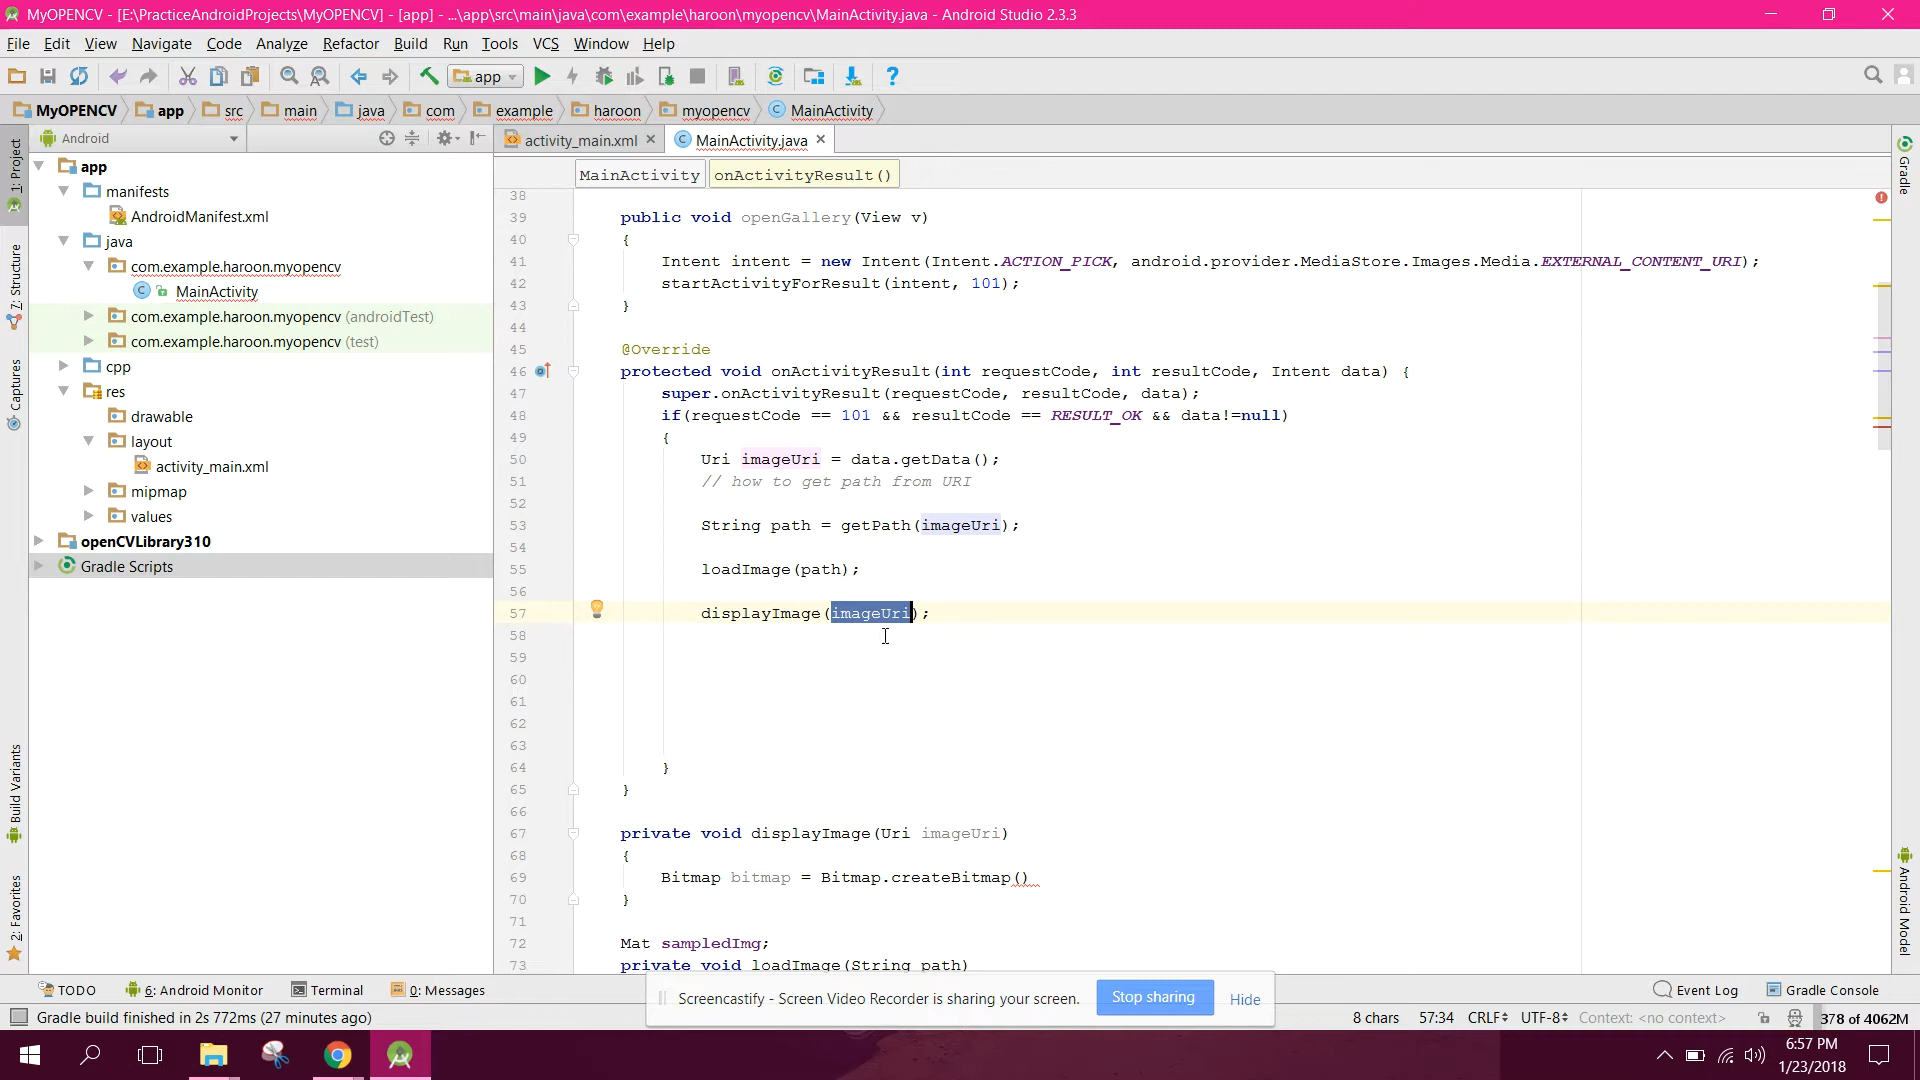 MyOPENCV - [E:\PracticeAndroidProjects\MyOPENCV] - [app] - ...\app\src\main\java\com\example\haroon\myopencv\MainActivity.java - Android Studio 2.3.3
File Edit View Navigate Code Analyze Refactor Build Run Tools VCS Window Help
app
MyOPENCV app src main java com example haroon myopencv MainActivity
Android
activity_main.xml MainActivity.java
MainActivity onActivityResult()
1: Project
7: Structure
Captures
Build Variants
2: Favorites
app
manifests
AndroidManifest.xml
java
com.example.haroon.myopencv
MainActivity
com.example.haroon.myopencv (androidTest)
com.example.haroon.myopencv (test)
cpp
res
drawable
layout
activity_main.xml
mipmap
values
openCVLibrary310
Gradle Scripts
38
39 public void openGallery(View v)
40 {
41 Intent intent = new Intent(Intent.ACTION_PICK, android.provider.MediaStore.Images.Media.EXTERNAL_CONTENT_URI);
42 startActivityForResult(intent, 101);
43 }
44
45 @Override
46 protected void onActivityResult(int requestCode, int resultCode, Intent data) {
47 super.onActivityResult(requestCode, resultCode, data);
48 if(requestCode == 101 && resultCode == RESULT_OK && data!=null)
49 {
50 Uri imageUri = data.getData();
51 // how to get path from URI
52
53 String path = getPath(imageUri);
54
55 loadImage(path);
56
57 displayImage(imageUri);
58
59
60
61
62
63
64 }
65 }
66
67 private void displayImage(Uri imageUri)
68 {
69 Bitmap bitmap = Bitmap.createBitmap()
70 }
71
72 Mat sampledImg;
73 private void loadImage(String path)
Gradle
Android Model
TODO 6: Android Monitor Terminal 0: Messages Event Log Gradle Console
Screencastify - Screen Video Recorder is sharing your screen. Stop sharing Hide
Gradle build finished in 2s 772ms (27 minutes ago) 8 chars 57:34 CRLF UTF-8 Context: <no context> 378 of 4062M
6:57 PM
1/23/2018